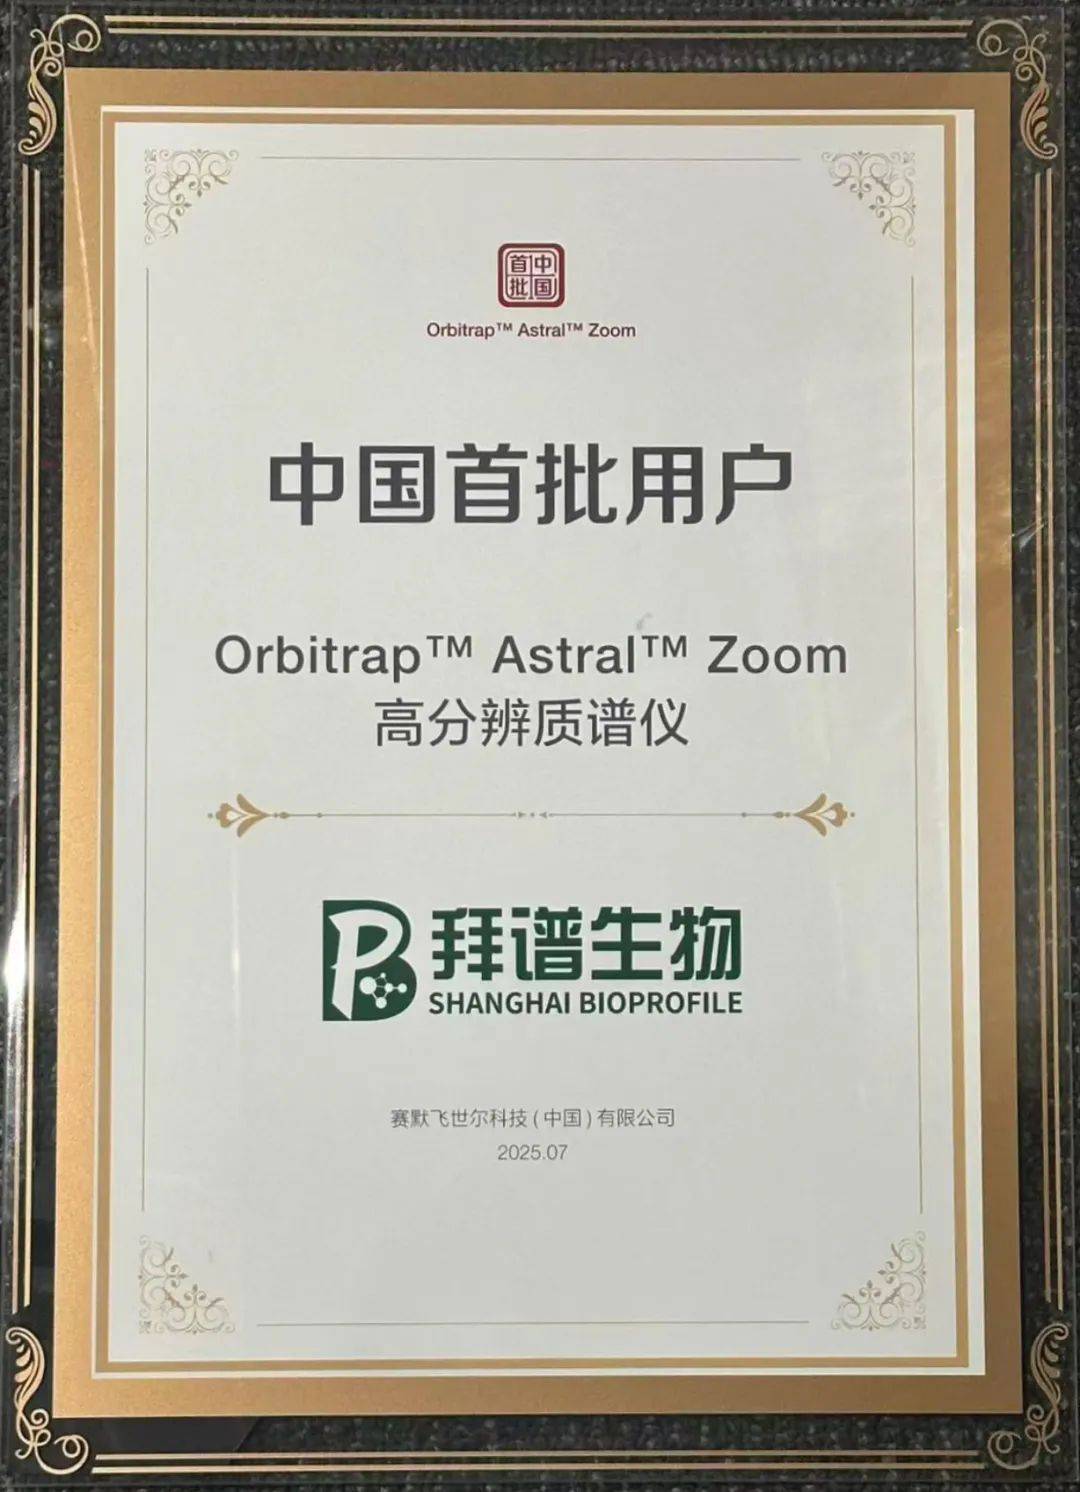 中国
首批
Orbitrap™ Astral™ Zoom
中国首批用户
Orbitrap™ Astral™ Zoom
高分辨质谱仪
拜谱生物
SHANGHAI BIOPROFILE
赛默飞世尔科技(中国)有限公司
2025.07